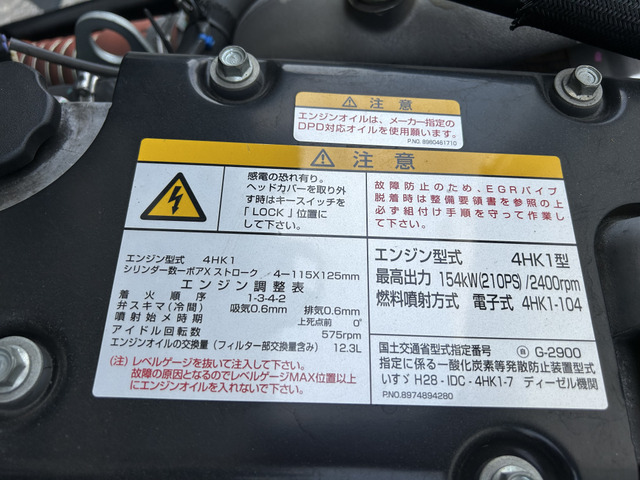 注意
エンジンオイルは、メーカー指定の
DPD対応オイルを使用願います。
P.NO.8980461710
注意
感電の恐れ有り。
ヘッドカバーを取り外
す時はキースイッチを
「LOCK」位置に
して下さい。
故障防止のため、EGRパイプ
脱着時は整備要領書を参照の上
必ず組付け手順を守って作業し
て下さい。
エンジン型式 4HK1
シリンダ数ーボアXストローク 4ー115X125mm
エンジン調整表
着火順序 1-3-4-2
弁スキマ(冷間) 吸気0.6mm 排気0.6mm
噴射始メ時期 上死点前 0°
アイドル回転数 575rpm
エンジンオイルの交換量(フィルター部交換量含み) 12.3L
(注)レベルゲージを抜いて注入して下さい。
故障の原因となるのでレベルゲージMAX位置以上
にエンジンオイルを入れないで下さい。
エンジン型式 4HK1型
最高出力 154kW(210PS)/2400rpm
燃料噴射方式 電子式 4HK1-104
国土交通省型式指定番号 G-2900
指定に係る一酸化炭素等発散防止装置型式
いすゞ H28-IDC-4HK1-7 ディーゼル機関
P.NO.8974894280